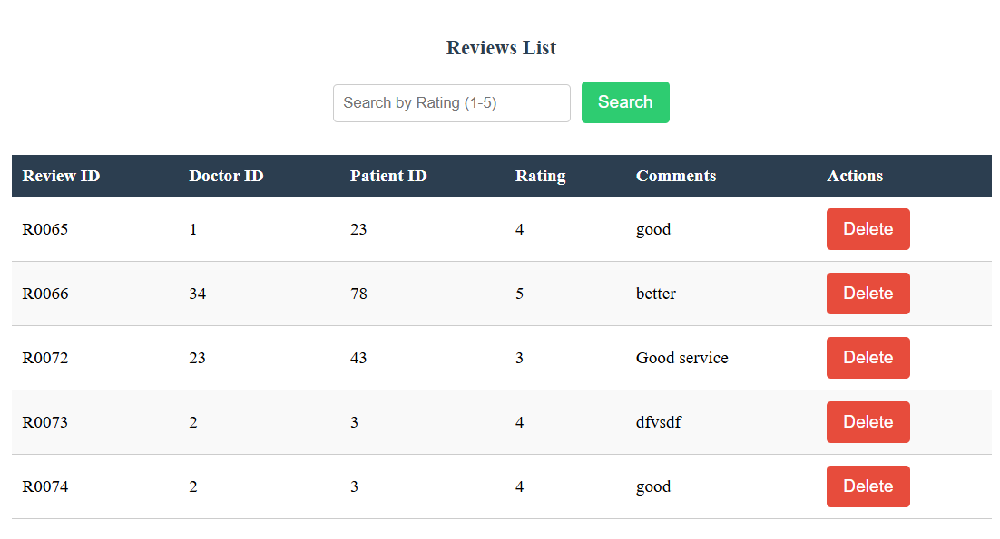 Reviews List
Search by Rating (1-5) Search
Review ID Doctor ID Patient ID Rating Comments Actions
R0065 1 23 4 good Delete
R0066 34 78 5 better Delete
R0072 23 43 3 Good service Delete
R0073 2 3 4 dfvsdf Delete
R0074 2 3 4 good Delete